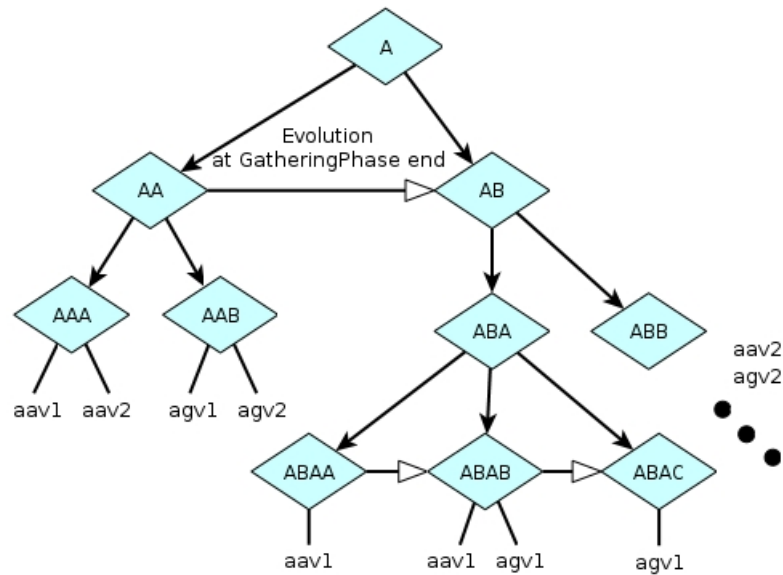 A
Evolution
at GatheringPhase end
AA
AB
AAA
AAB
ABA
ABB
aav2
agv2
aav1
aav2
agv1
agv2
ABAA
ABAB
ABAC
aav1
aav1
agv1
agv1